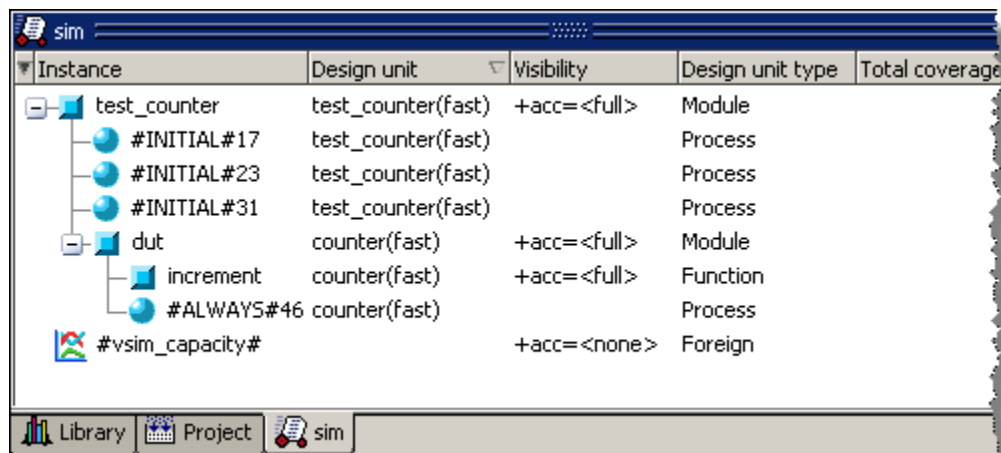 sim
Instance Design unit Visibility Design unit type Total coverage
test_counter test_counter(fast) +acc=<full> Module
#INITIAL#17 test_counter(fast) Process
#INITIAL#23 test_counter(fast) Process
#INITIAL#31 test_counter(fast) Process
dut counter(fast) +acc=<full> Module
increment counter(fast) +acc=<full> Function
#ALWAYS#46 counter(fast) Process
#vsim_capacity# +acc=<none> Foreign
Library Project sim